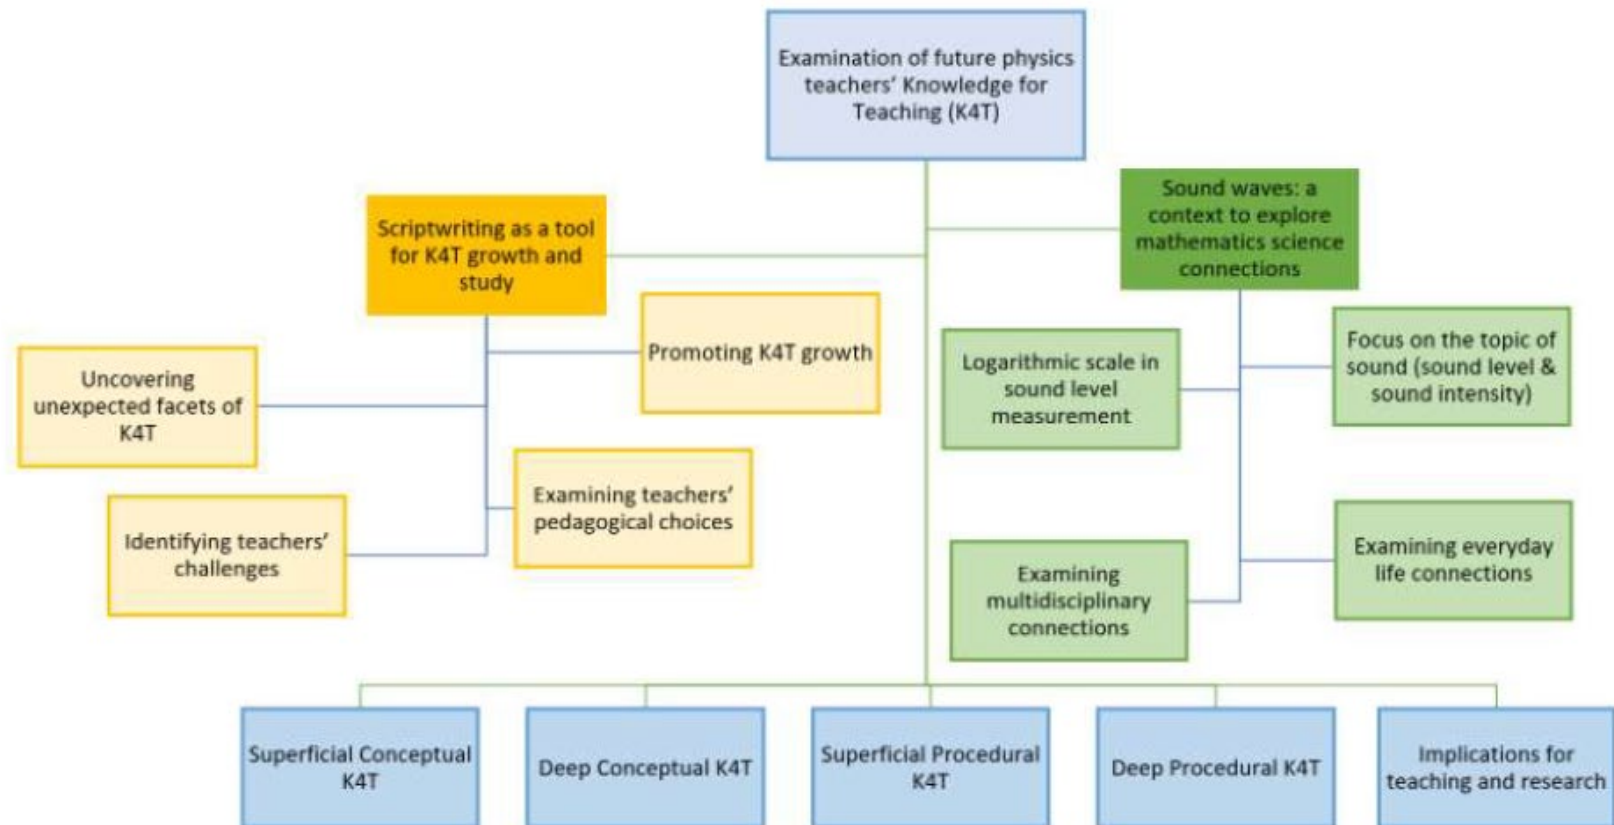 Examination of future physics
teachers’ Knowledge for
Teaching (K4T)
Scriptwriting as a tool
for K4T growth and
study
Sound waves: a
context to explore
mathematics science
connections
Uncovering
unexpected facets of
K4T
Promoting K4T growth
Identifying teachers’
challenges
Examining teachers’
pedagogical choices
Logarithmic scale in
sound level
measurement
Focus on the topic of
sound (sound level &
sound intensity)
Examining
multidisciplinary
connections
Examining everyday
life connections
Superficial Conceptual
K4T
Deep Conceptual K4T
Superficial Procedural
K4T
Deep Procedural K4T
Implications for
teaching and research